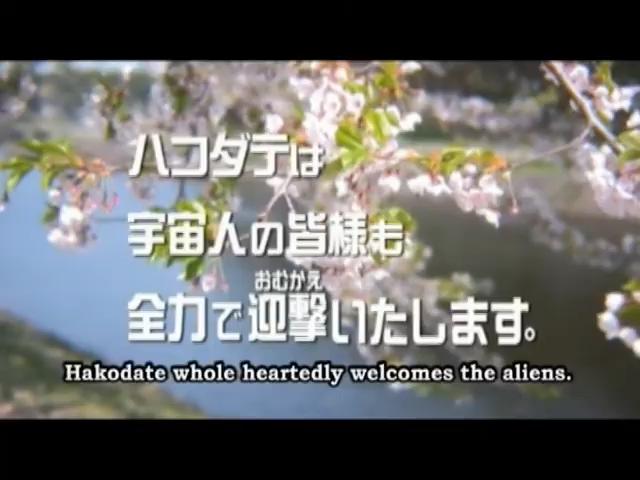 ハコダテは
宇宙人の皆様も
おむかえ
全力で迎撃いたします。
Hakodate whole heartedly welcomes the aliens.